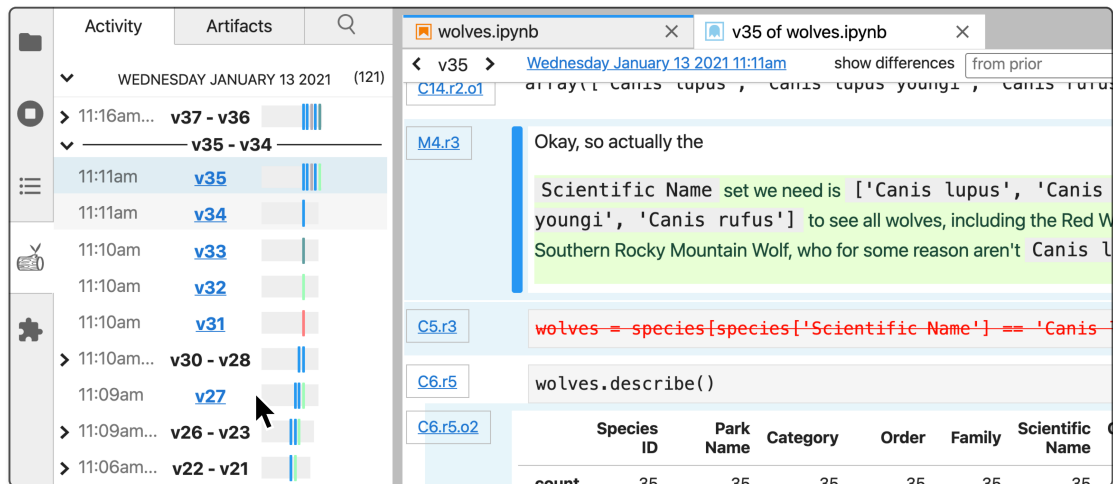 Activity
Artifacts
WEDNESDAY JANUARY 13 2021 (121)
11:16am... v37 - v36
v35 - v34
11:11am v35
11:11am v34
11:10am v33
11:10am v32
11:10am v31
11:10am... v30 - v28
11:09am v27
11:09am... v26 - v23
11:06am... v22 - v21
wolves.ipynb
v35 of wolves.ipynb
v35 Wednesday January 13 2021 11:11am show differences from prior
C14.r2.o1 array(['Canis lupus', 'Canis lupus youngi', 'Canis rufus
M4.r3 Okay, so actually the
Scientific Name set we need is ['Canis lupus', 'Canis
youngi', 'Canis rufus'] to see all wolves, including the Red W
Southern Rocky Mountain Wolf, who for some reason aren't Canis l
C5.r3 wolves = species[species['Scientific Name'] == 'Canis
C6.r5 wolves.describe()
C6.r5.o2 Species ID Park Name Category Order Family Scientific Name
count 35 35 35 35 35 35